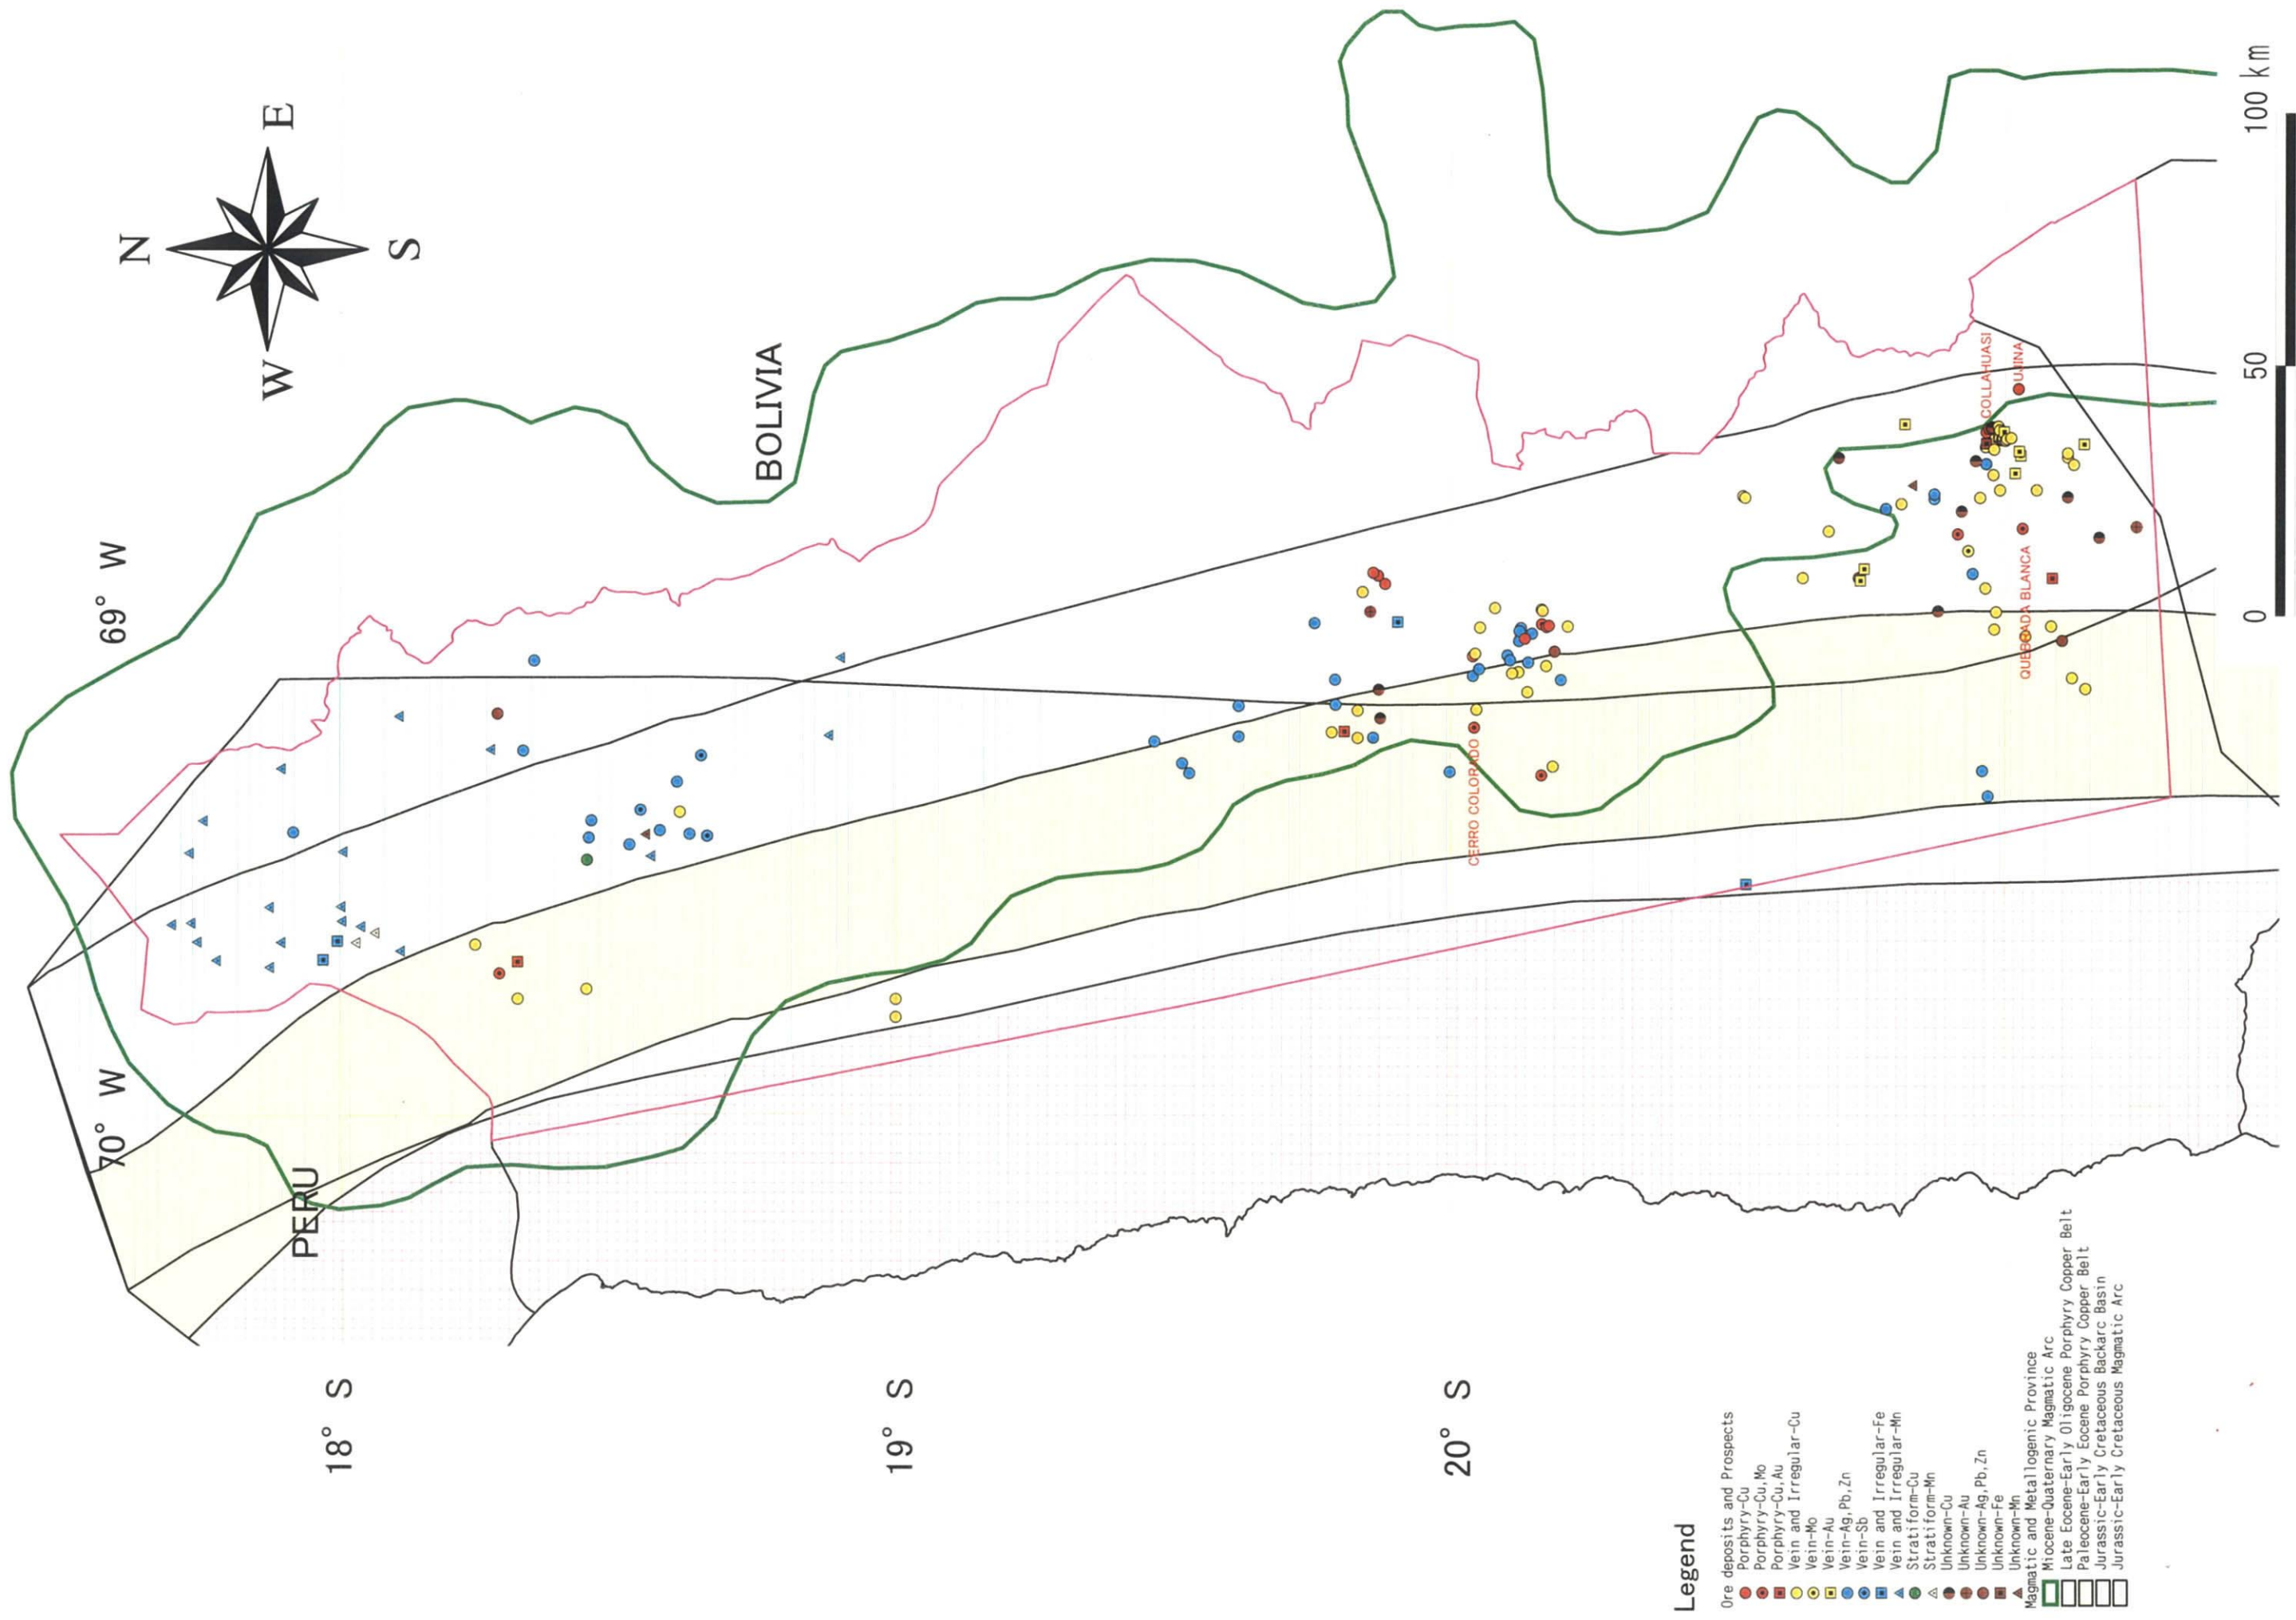 N
W
E
S
69° W
70° W
PERU
BOLIVIA
18° S
19° S
20° S
CERRO COLORADO
COLLAHUASI
UJINA
QUEBRADA BLANCA
0
50
100 km
Legend
Ore deposits and Prospects
Porphyry-Cu
Porphyry-Cu,Mo
Porphyry-Cu,Au
Vein and Irregular-Cu
Vein-Mo
Vein-Au
Vein-Ag,Pb,Zn
Vein-Sb
Vein and Irregular-Fe
Vein and Irregular-Mn
Stratiform-Cu
Stratiform-Mn
Unknown-Cu
Unknown-Au
Unknown-Ag,Pb,Zn
Unknown-Fe
Unknown-Mn
Magmatic and Metallogenic Province
Miocene-Quaternary Magmatic Arc
Late Eocene-Early Oligocene Porphyry Copper Belt
Paleocene-Early Eocene Porphyry Copper Belt
Jurassic-Early Cretaceous Backarc Basin
Jurassic-Early Cretaceous Magmatic Arc